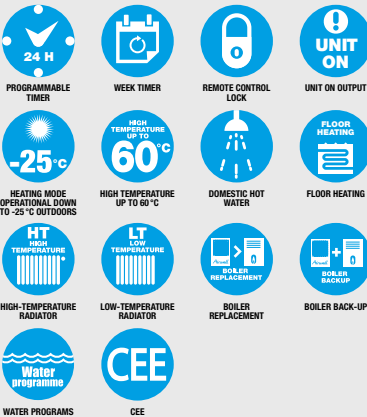 24 H
PROGRAMMABLE
TIMER
WEEK TIMER
REMOTE CONTROL
LOCK
UNIT
ON
UNIT ON OUTPUT
-25°C
HEATING MODE
OPERATIONAL DOWN
TO -25°C OUTDOORS
HIGH
TEMPERATURE
UP TO
60°C
HIGH TEMPERATURE
UP TO 60°C
DOMESTIC HOT
WATER
FLOOR
HEATING
FLOOR HEATING
HT
HIGH
TEMPERATURE
HIGH-TEMPERATURE
RADIATOR
LT
LOW
TEMPERATURE
LOW-TEMPERATURE
RADIATOR
Airwell
BOILER
REPLACEMENT
BOILER
REPLACEMENT
Airwell
BOILER
BACKUP
BOILER BACK-UP
Water
programme
WATER PROGRAMS
CEE
CEE